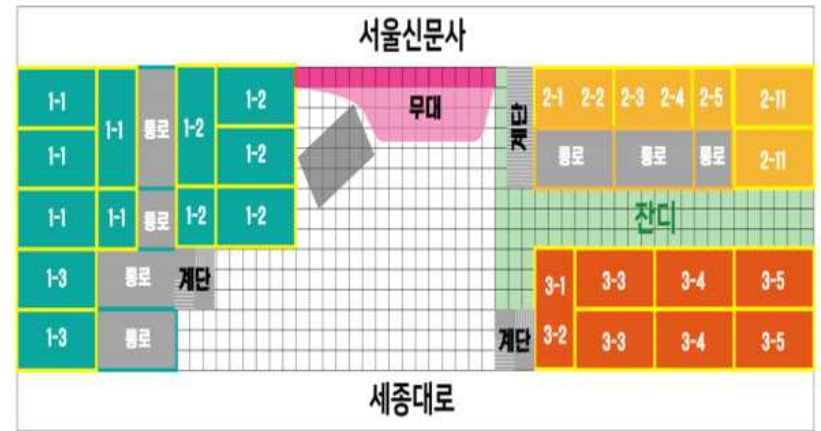 서울신문사
1-1 1-1 통로 1-2 1-2 무대 계단 2-1 2-2 2-3 2-4 2-5 2-11
1-1 1-2 통로 통로 통로 2-11
1-1 1-1 통로 1-2 1-2 잔디
1-3 통로 계단 3-1 3-3 3-4 3-5
1-3 통로 계단 3-2 3-3 3-4 3-5
세종대로